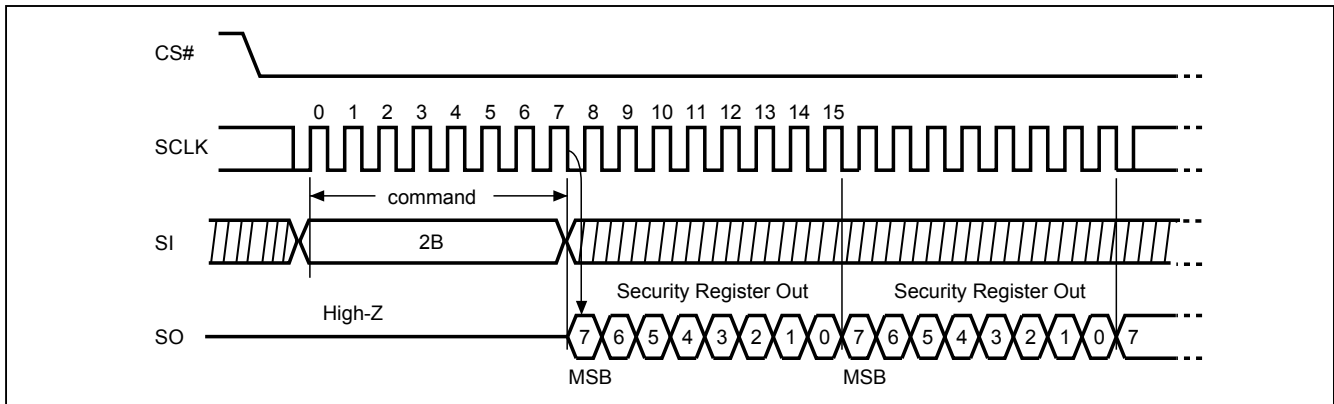 CS#
0 1 2 3 4 5 6 7 8 9 10 11 12 13 14 15
SCLK
command
SI
2B
Security Register Out Security Register Out
High-Z
SO
7 6 5 4 3 2 1 0 7 6 5 4 3 2 1 0 7
MSB MSB